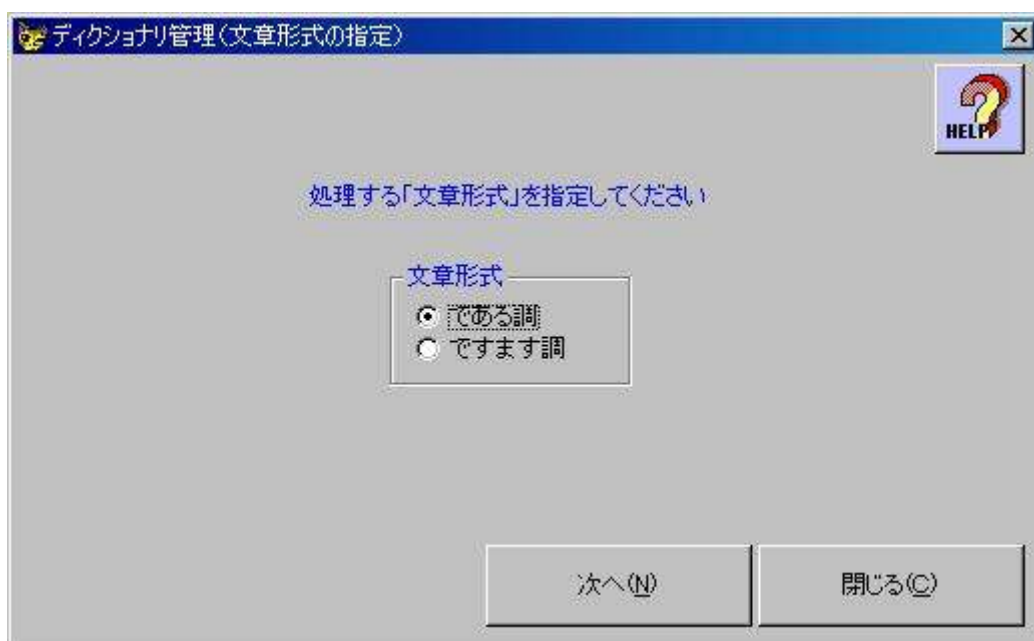 ディクショナリ管理(文章形式の指定)
HELP
処理する「文章形式」を指定してください
文章形式
である調
ですます調
次へ(N)
閉じる(C)